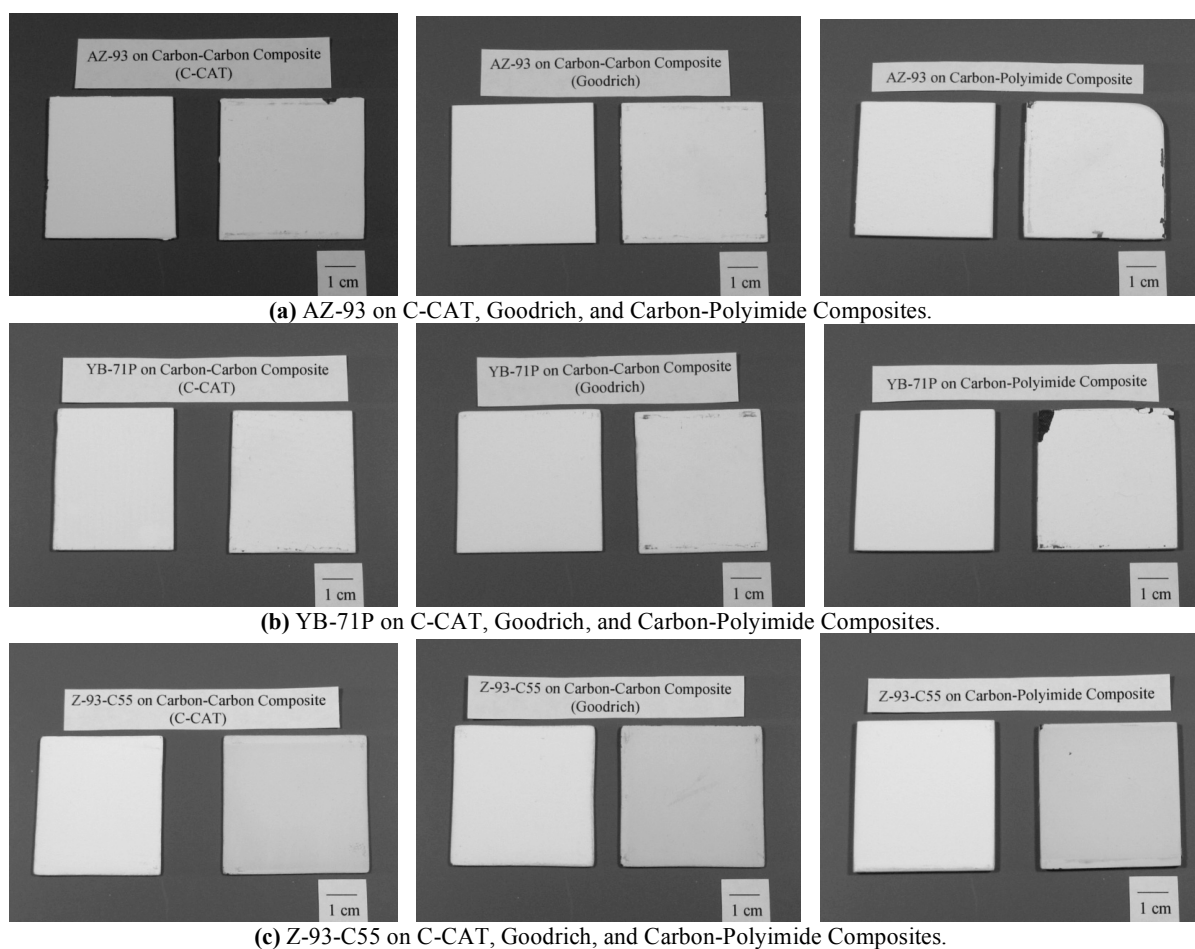 AZ-93 on Carbon-Carbon Composite
(C-CAT)
1 cm
AZ-93 on Carbon-Carbon Composite
(Goodrich)
1 cm
AZ-93 on Carbon-Polyimide Composite
1 cm
(a) AZ-93 on C-CAT, Goodrich, and Carbon-Polyimide Composites.
YB-71P on Carbon-Carbon Composite
(C-CAT)
1 cm
YB-71P on Carbon-Carbon Composite
(Goodrich)
1 cm
YB-71P on Carbon-Polyimide Composite
1 cm
(b) YB-71P on C-CAT, Goodrich, and Carbon-Polyimide Composites.
Z-93-C55 on Carbon-Carbon Composite
(C-CAT)
1 cm
Z-93-C55 on Carbon-Carbon Composite
(Goodrich)
1 cm
Z-93-C55 on Carbon-Polyimide Composite
1 cm
(c) Z-93-C55 on C-CAT, Goodrich, and Carbon-Polyimide Composites.